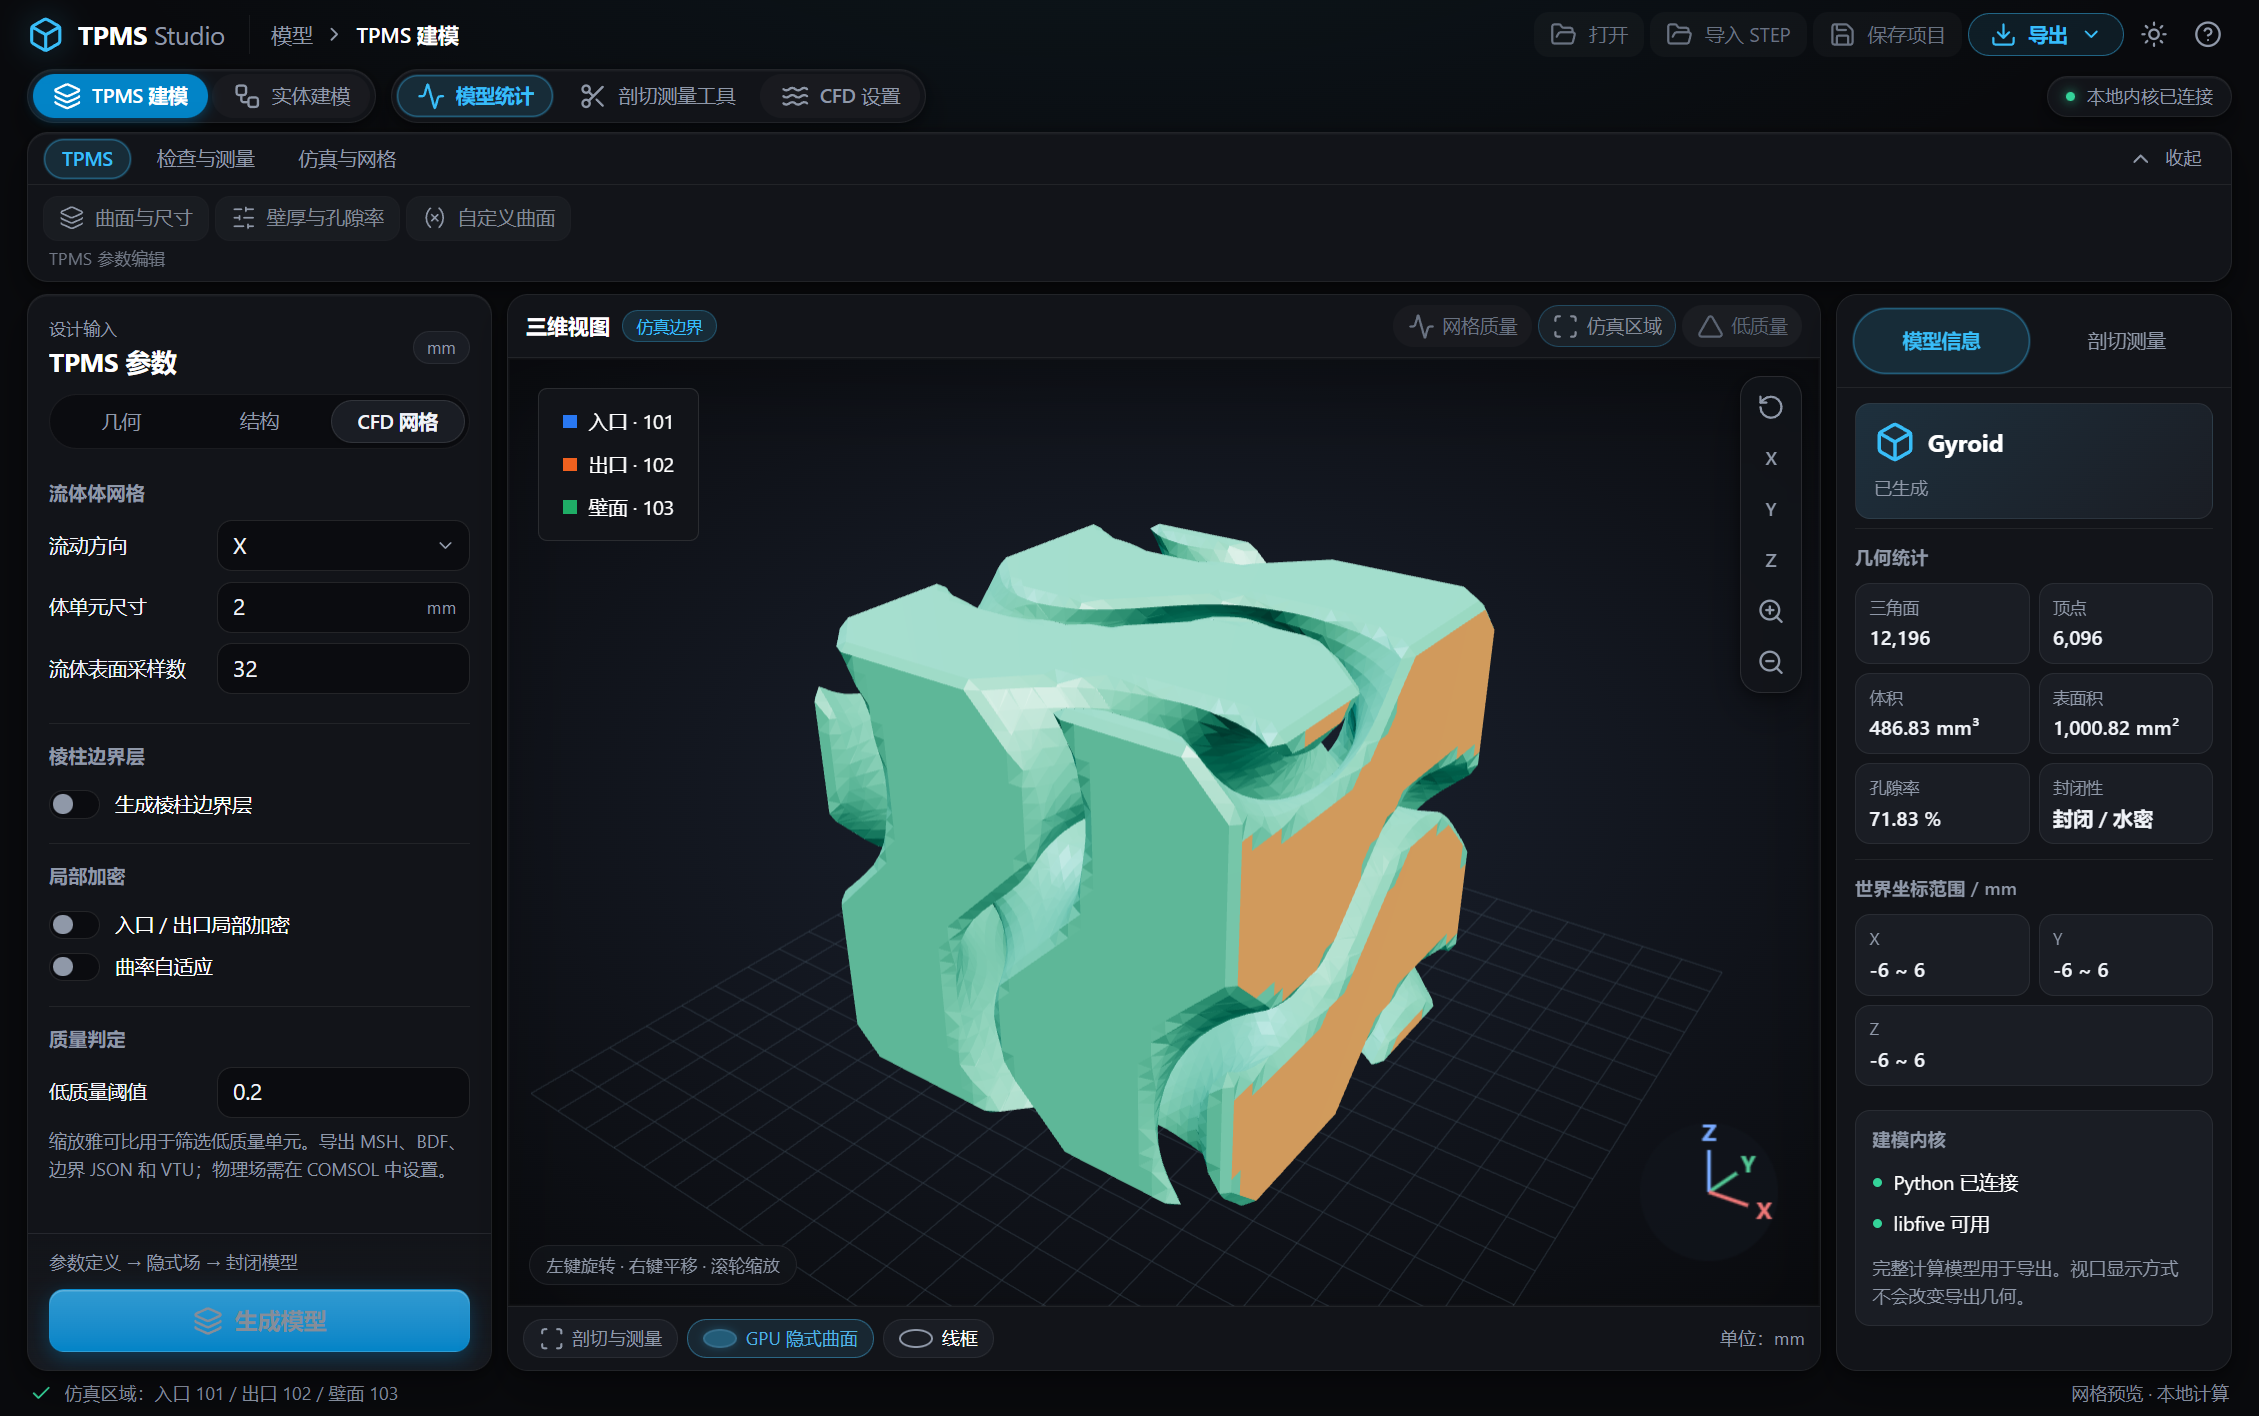 TPMS Studio
模型 > TPMS 建模
打开
导入 STEP
保存项目
导出
TPMS 建模
实体建模
模型统计
剖切测量工具
CFD 设置
本地内核已连接
TPMS
检查与测量
仿真与网格
收起
曲面与尺寸
壁厚与孔隙率
自定义曲面
TPMS 参数编辑
设计输入
TPMS 参数
mm
几何
结构
CFD 网格
流体体网格
流动方向
X
体单元尺寸
2 mm
流体表面采样数
32
棱柱边界层
生成棱柱边界层
局部加密
入口 / 出口局部加密
曲率自适应
质量判定
低质量阈值
0.2
缩放雅可比用于筛选低质量单元。导出 MSH、BDF、
边界 JSON 和 VTU；物理场需在 COMSOL 中设置。
参数定义 → 隐式场 → 封闭模型
生成模型
三维视图
仿真边界
网格质量
仿真区域
低质量
入口 · 101
出口 · 102
壁面 · 103
X
Y
Z
Z
Y
X
左键旋转 · 右键平移 · 滚轮缩放
剖切与测量
GPU 隐式曲面
线框
单位：mm
模型信息
剖切测量
Gyroid
已生成
几何统计
三角面
12,196
顶点
6,096
体积
486.83 mm³
表面积
1,000.82 mm²
孔隙率
71.83 %
封闭性
封闭 / 水密
世界坐标范围 / mm
X
-6 ~ 6
Y
-6 ~ 6
Z
-6 ~ 6
建模内核
Python 已连接
libfive 可用
完整计算模型用于导出。视口显示方式
不会改变导出几何。
仿真区域：入口 101 / 出口 102 / 壁面 103
网格预览 · 本地计算